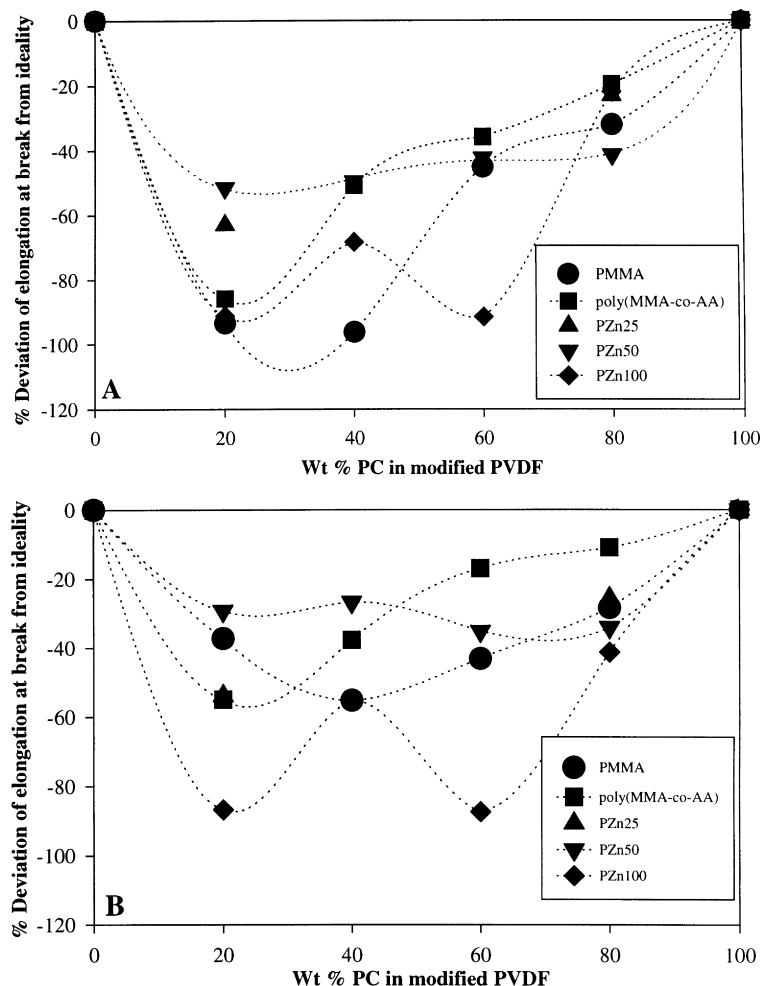 % Deviation of elongation at break from ideality
0
-20
-40
-60
-80
-100
-120
A
PMMA
poly(MMA-co-AA)
PZn25
PZn50
PZn100
0 20 40 60 80 100
Wt % PC in modified PVDF
% Deviation of elongation at break from ideality
0
-20
-40
-60
-80
-100
-120
B
PMMA
poly(MMA-co-AA)
PZn25
PZn50
PZn100
0 20 40 60 80 100
Wt % PC in modified PVDF